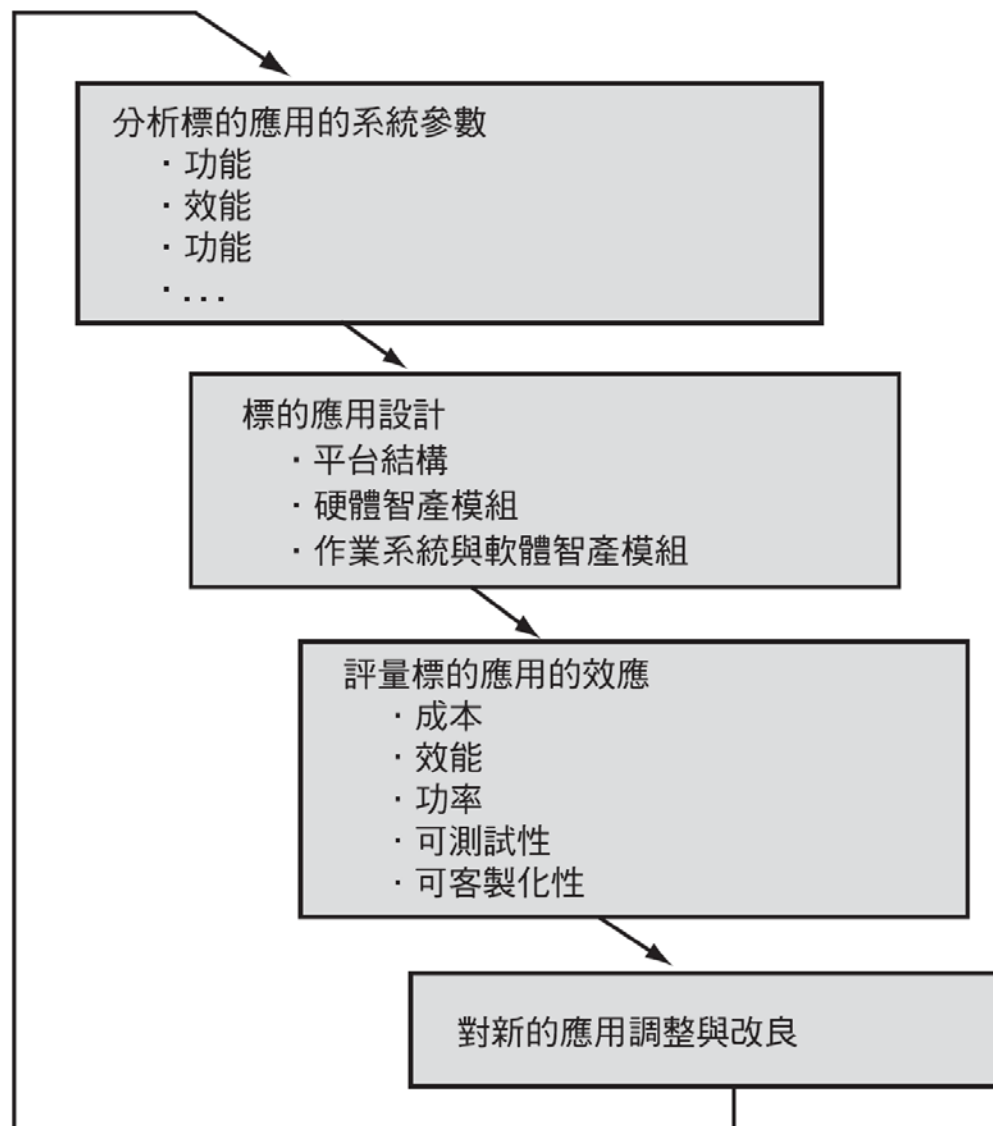 分析標的應用的系統參數
·功能
·效能
·功能
·...
標的應用設計
·平台結構
·硬體智產模組
·作業系統與軟體智產模組
評量標的應用的效應
·成本
·效能
·功率
·可測試性
·可客製化性
對新的應用調整與改良